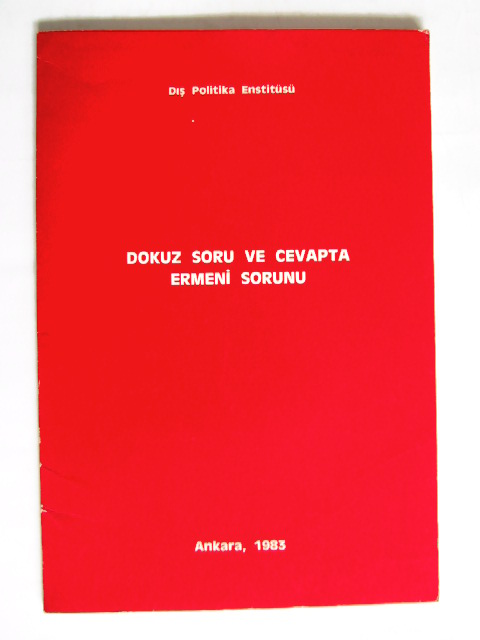 Dış Politika Enstitüsü
DOKUZ SORU VE CEVAPTA
ERMENİ SORUNU
Ankara, 1983